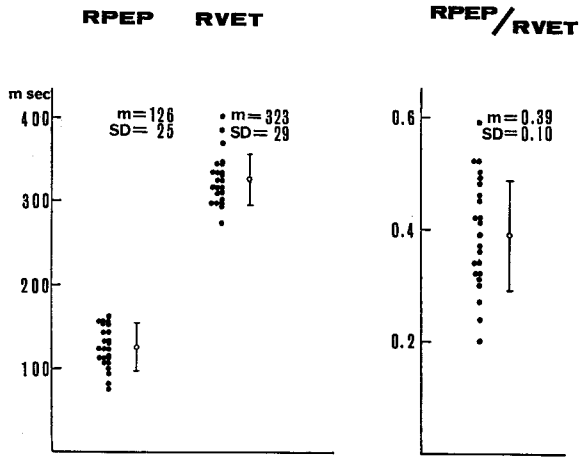 RPEP RVET
m sec
400
300
200
100
m=126
SD= 25
m=323
SD= 29
RPEP/RVET
0.6
0.4
0.2
m=0.39
SD=0.10